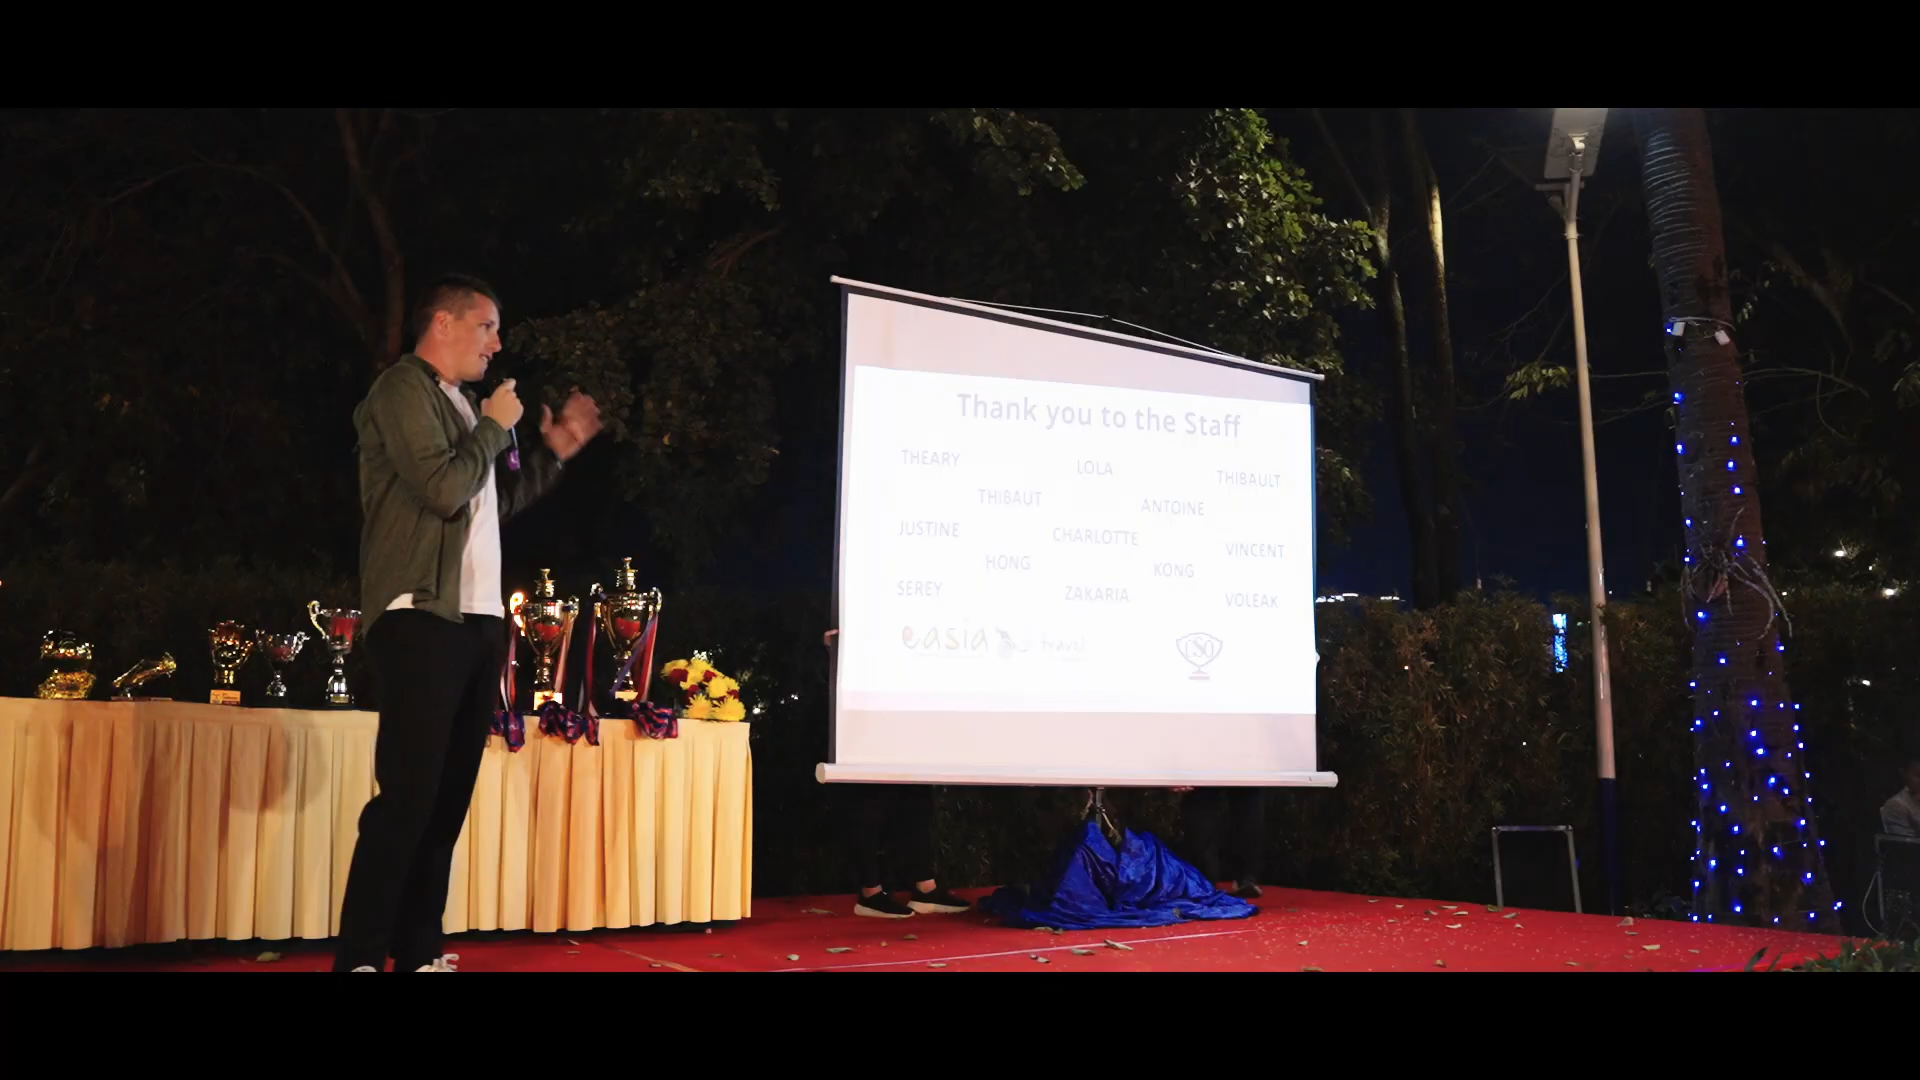 Thank you to the Staff
THEARY LOLA THIBAULT
THIBAUT ANTOINE
JUSTINE CHARLOTTE VINCENT
HONG KONG
SEREY ZAKARIA VOLEAK
easia travel
CSO